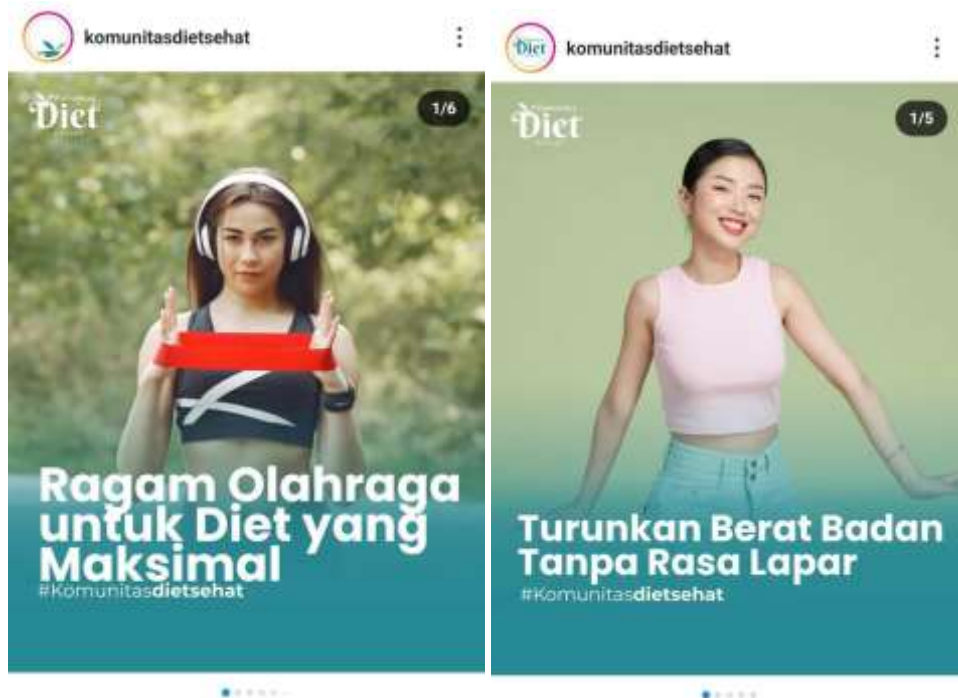 komunitasdietsehat
Diet
1/6
Ragam Olahraga
untuk Diet yang
Maksimal
#Komunitasdietsehat
Diet
komunitasdietsehat
Diet
1/5
Turunkan Berat Badan
Tanpa Rasa Lapar
#Komunitasdietsehat